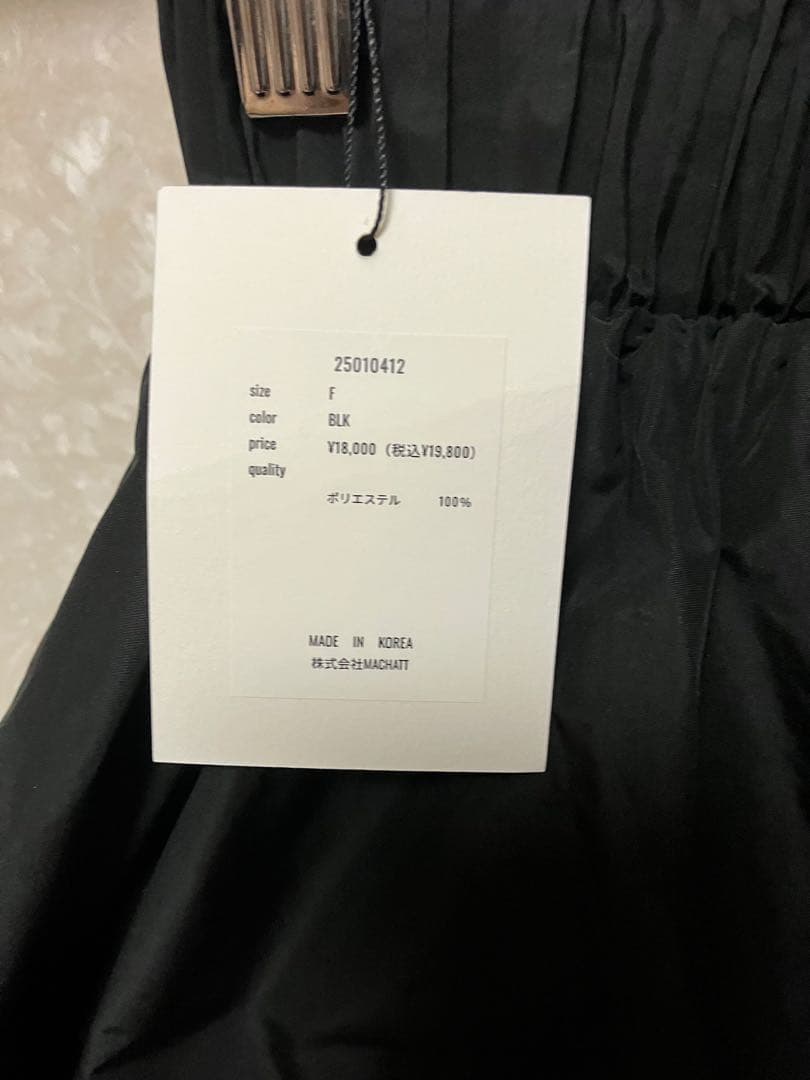 25010412
size F
color BLK
price ¥18,000（税込¥19,800）
quality
ポリエステル 100%
MADE IN KOREA
株式会社MACHATT